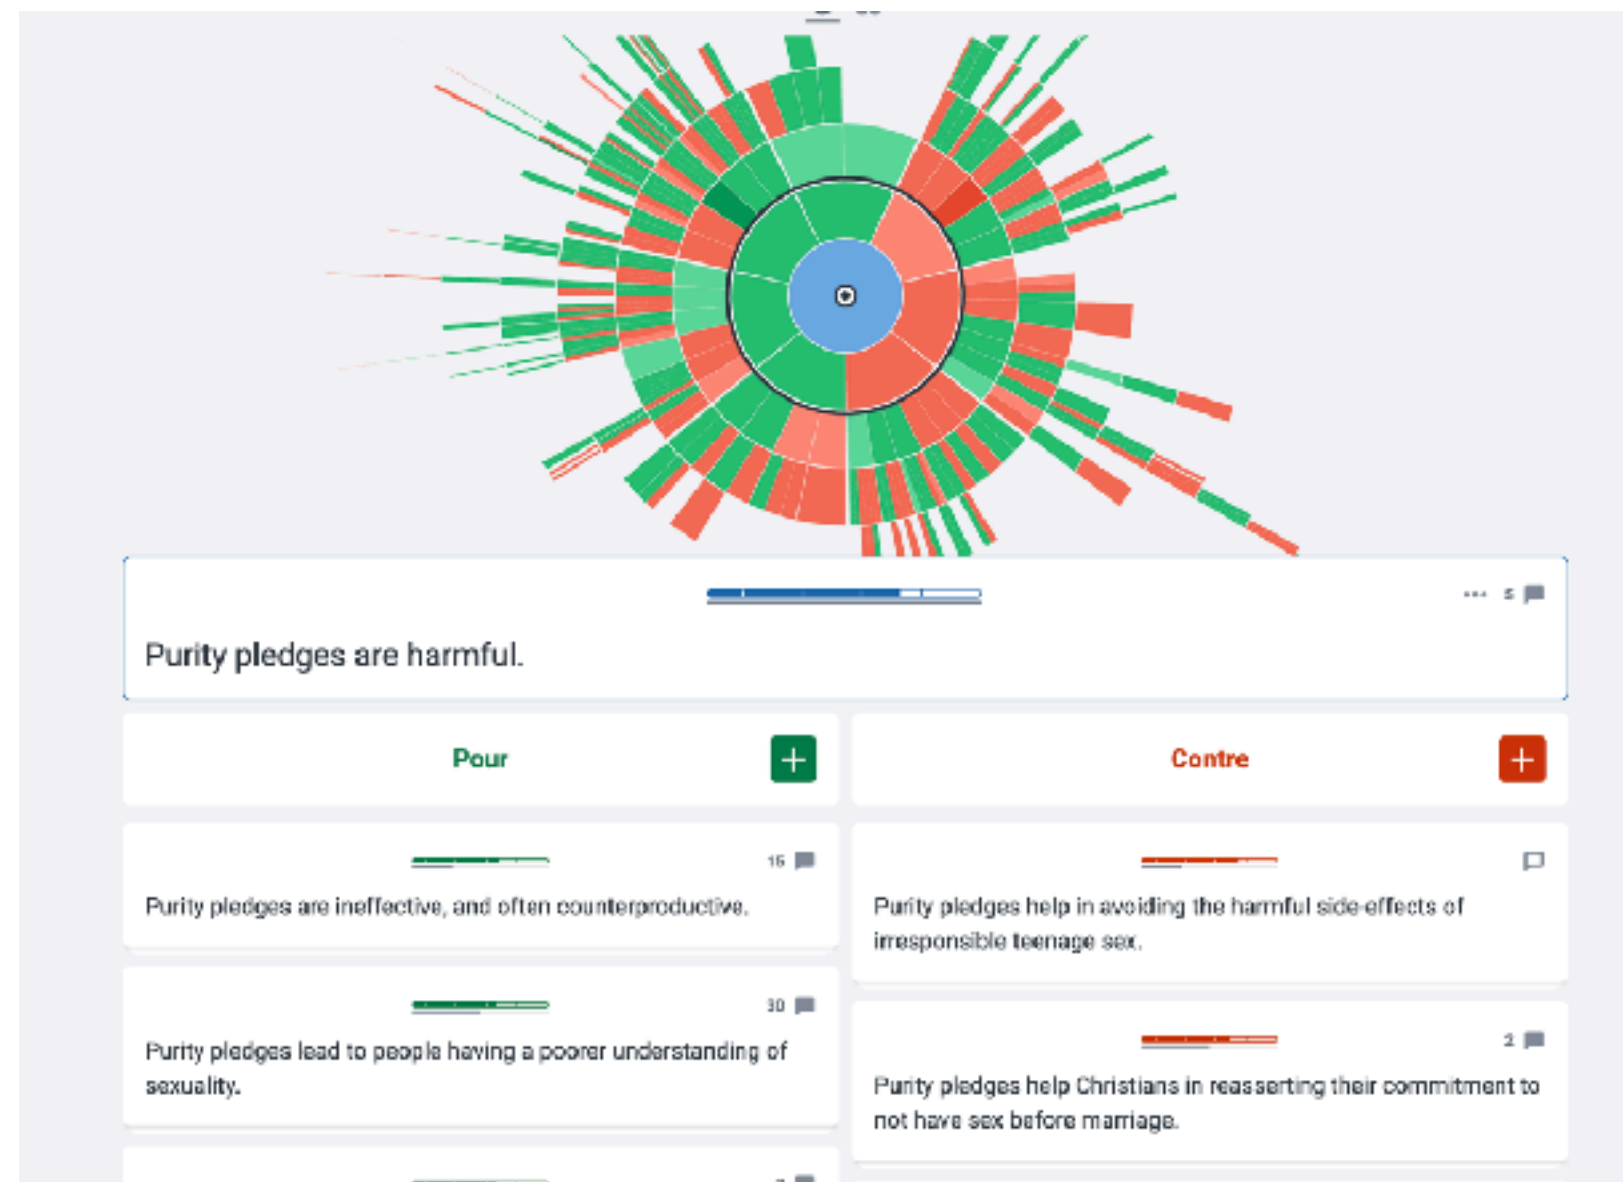 5
Purity pledges are harmful.
Pour
Contre
15
Purity pledges are ineffective, and often counterproductive.
30
Purity pledges lead to people having a poorer understanding of
sexuality.
Purity pledges help in avoiding the harmful side-effects of
irresponsible teenage sex.
2
Purity pledges help Christians in reasserting their commitment to
not have sex before marriage.